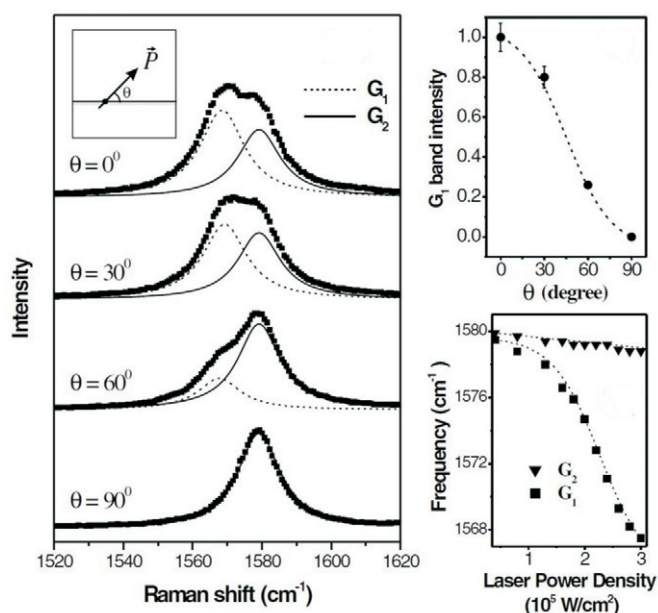 P
θ
G₁
G₂
θ = 0⁰
θ = 30⁰
θ = 60⁰
θ = 90⁰
Intensity
1520 1540 1560 1580 1600 1620
Raman shift (cm⁻¹)
G₁ band intensity
1.0
0.8
0.6
0.4
0.2
0.0
0 30 60 90
θ (degree)
Frequency (cm⁻¹)
1580
1576
1572
1568
G₂
G₁
1 2 3
Laser Power Density
(10⁵ W/cm²)